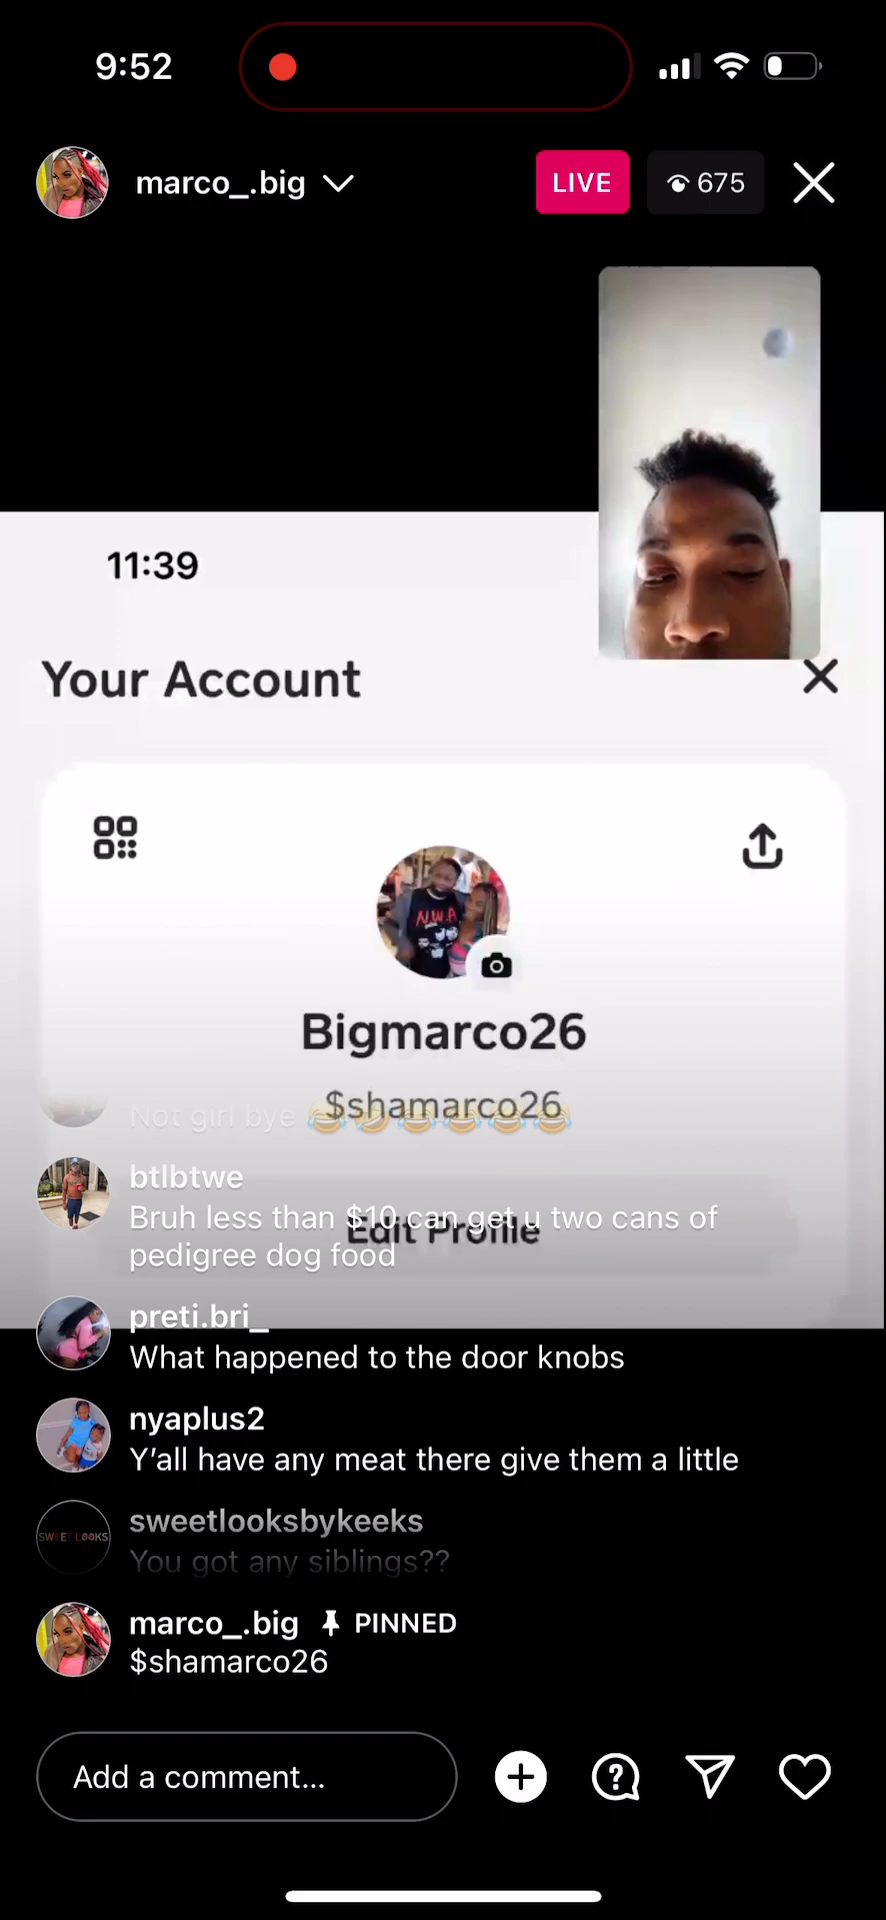 9:52
marco_.big
LIVE
675
11:39
Your Account
N.W.A
Bigmarco26
$shamarco26
Not girl bye 😂🤣😂😂😂😂
Edit Profile
btlbtwe
Bruh less than $10 can get u two cans of
pedigree dog food
preti.bri_
What happened to the door knobs
nyaplus2
Y’all have any meat there give them a little
SWEET LOOKS
sweetlooksbykeeks
You got any siblings??
marco_.big PINNED
$shamarco26
Add a comment...